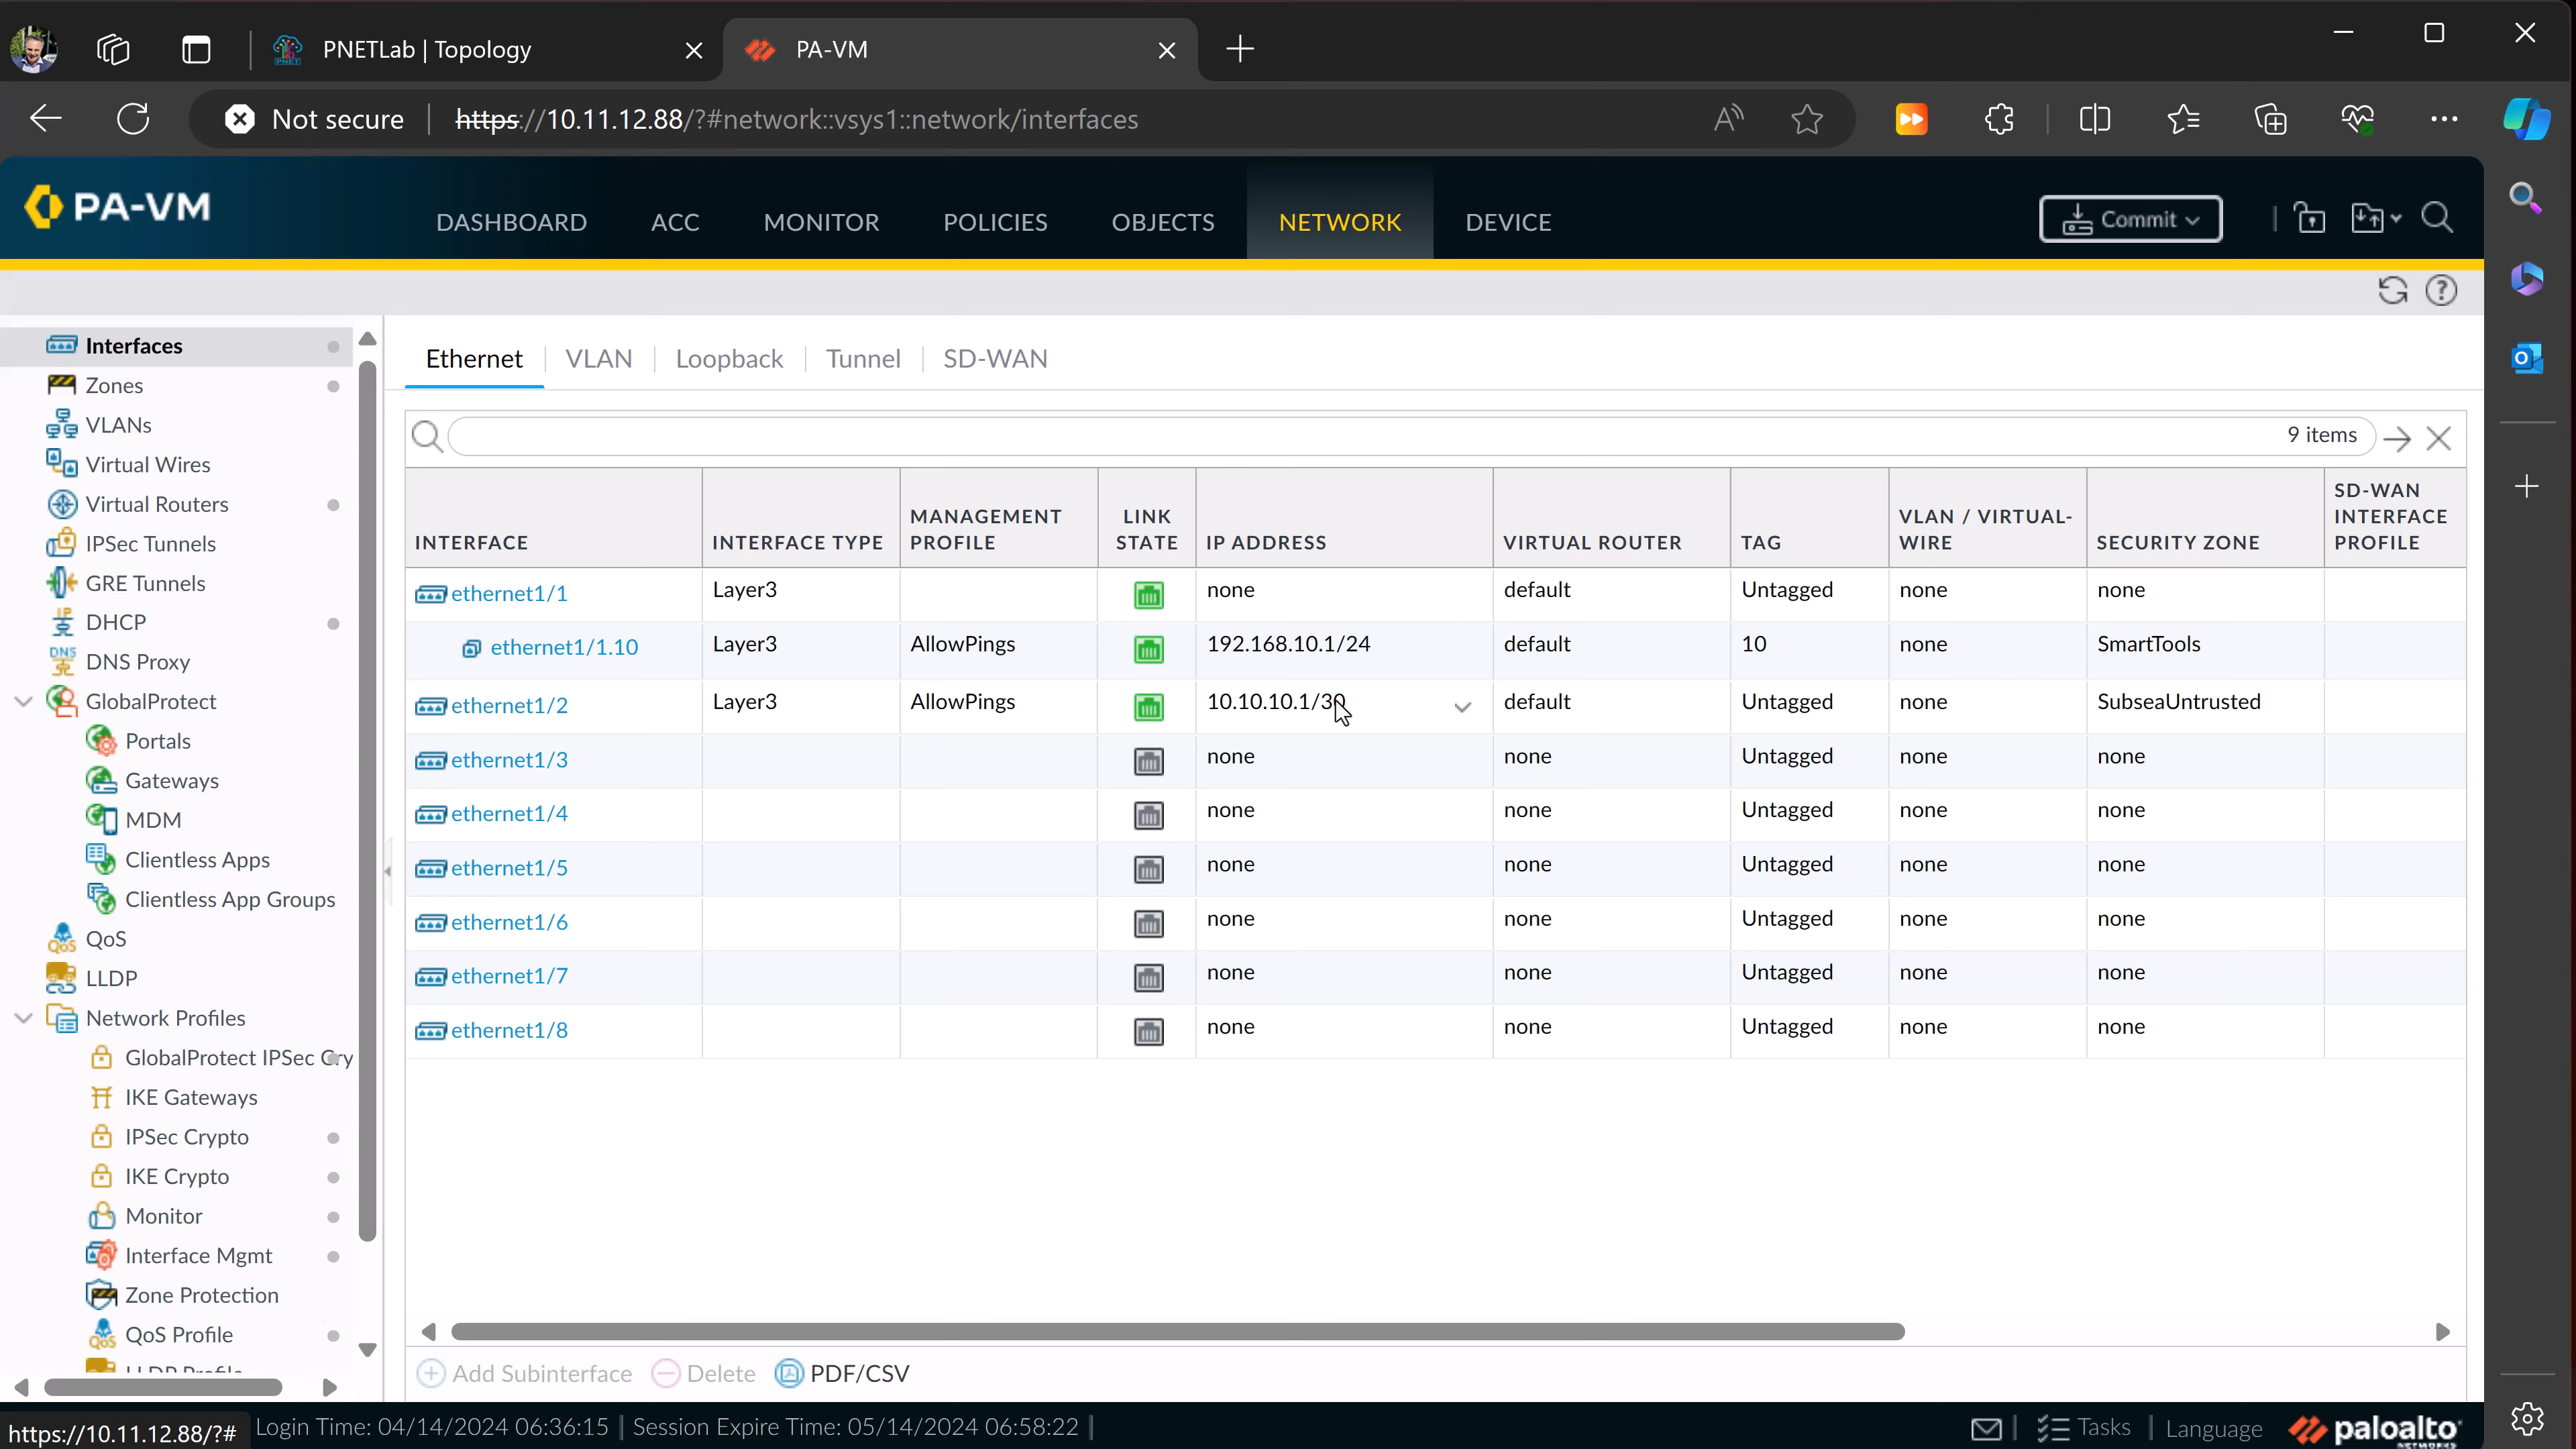 PNETLab | Topology
PA-VM
Not secure
https://10.11.12.88/?#network::vsys1::network/interfaces
PA-VM
DASHBOARD ACC MONITOR POLICIES OBJECTS NETWORK DEVICE
Commit
Interfaces
Zones
VLANs
Virtual Wires
Virtual Routers
IPSec Tunnels
GRE Tunnels
DHCP
DNS Proxy
GlobalProtect
Portals
Gateways
MDM
Clientless Apps
Clientless App Groups
QoS
LLDP
Network Profiles
GlobalProtect IPSec Cry
IKE Gateways
IPSec Crypto
IKE Crypto
Monitor
Interface Mgmt
Zone Protection
QoS Profile
Ethernet VLAN Loopback Tunnel SD-WAN
9 items
INTERFACE INTERFACE TYPE MANAGEMENT PROFILE LINK STATE IP ADDRESS VIRTUAL ROUTER TAG VLAN / VIRTUAL-WIRE SECURITY ZONE SD-WAN INTERFACE PROFILE
ethernet1/1 Layer3 none default Untagged none none
ethernet1/1.10 Layer3 AllowPings 192.168.10.1/24 default 10 none SmartTools
ethernet1/2 Layer3 AllowPings 10.10.10.1/30 default Untagged none SubseaUntrusted
ethernet1/3 none none Untagged none none
ethernet1/4 none none Untagged none none
ethernet1/5 none none Untagged none none
ethernet1/6 none none Untagged none none
ethernet1/7 none none Untagged none none
ethernet1/8 none none Untagged none none
Add Subinterface Delete PDF/CSV
https://10.11.12.88/?#
Login Time: 04/14/2024 06:36:15 | Session Expire Time: 05/14/2024 06:58:22 |
Tasks | Language
paloalto
NETWORKS